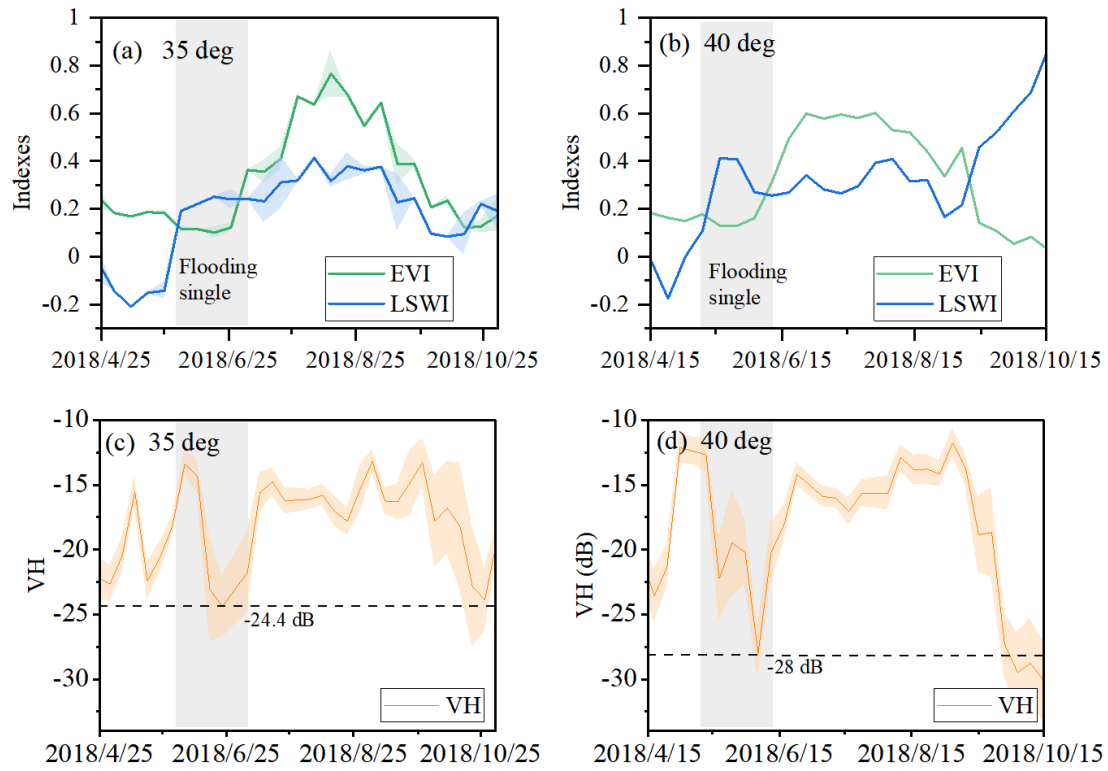 (a) 35 deg
Indexes
1
0.8
0.6
0.4
0.2
0
-0.2
Flooding
single
EVI
LSWI
2018/4/25
2018/6/25
2018/8/25
2018/10/25
(b) 40 deg
Indexes
1
0.8
0.6
0.4
0.2
0
-0.2
Flooding
single
EVI
LSWI
2018/4/15
2018/6/15
2018/8/15
2018/10/15
(c) 35 deg
VH
-10
-15
-20
-25
-30
-24.4 dB
VH
2018/4/25
2018/6/25
2018/8/25
2018/10/25
(d) 40 deg
VH (dB)
-10
-15
-20
-25
-30
-28 dB
VH
2018/4/15
2018/6/15
2018/8/15
2018/10/15